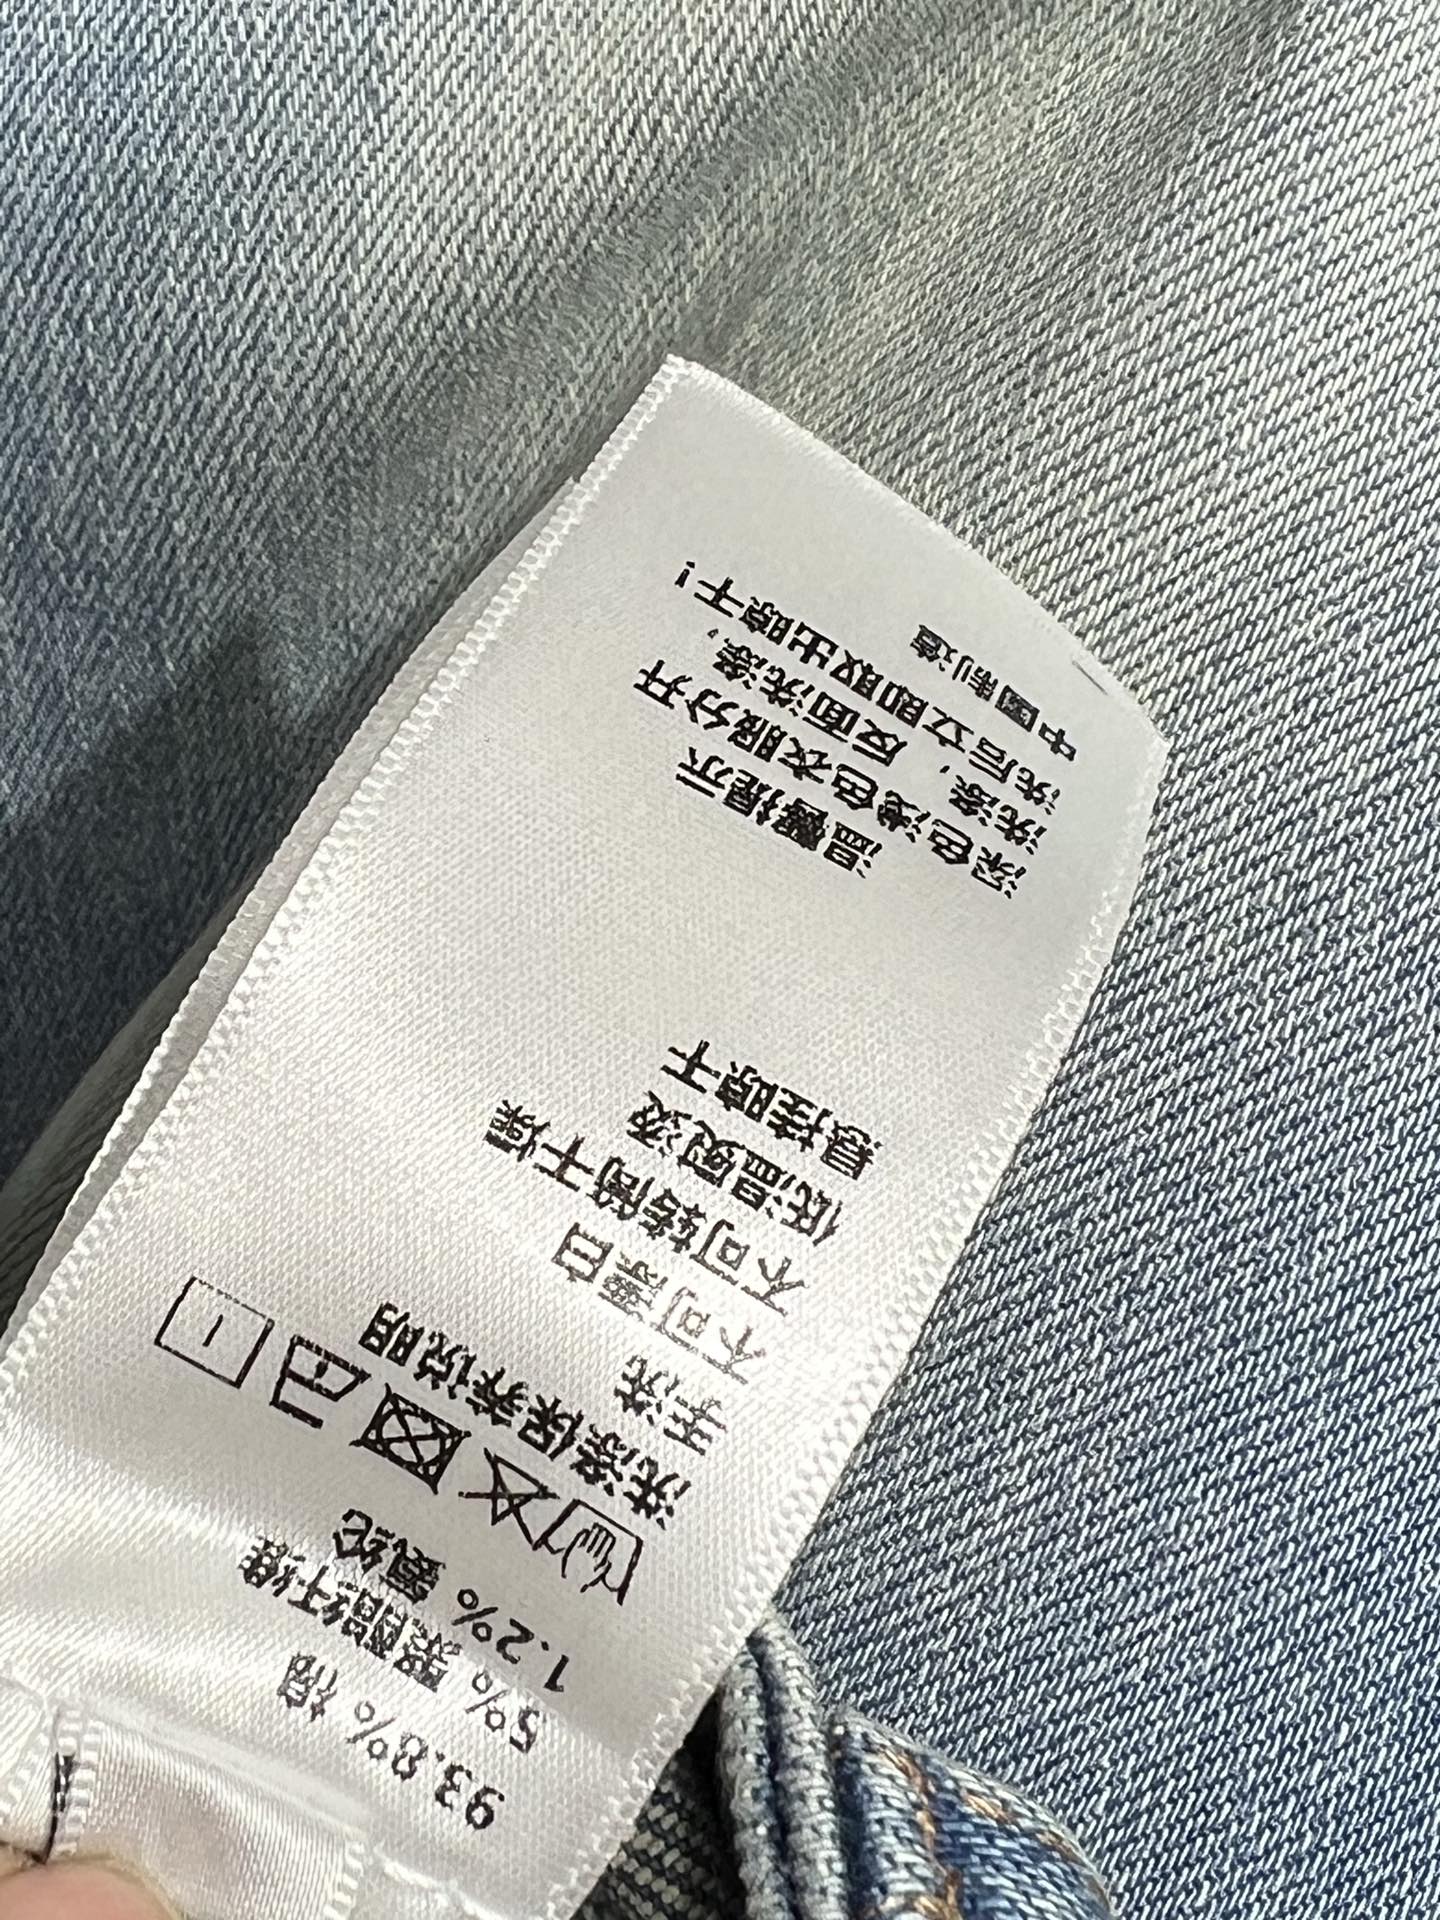 93.8% 棉
5% 聚酯纤维
1.2% 氨纶
洗涤保养说明
手洗
不可漂白
不可转筒干燥
低温熨烫
悬挂晾干
温馨提示
深色浅色衣服分开
洗涤，反面洗涤，
洗后立即取出晾干!
中國制造